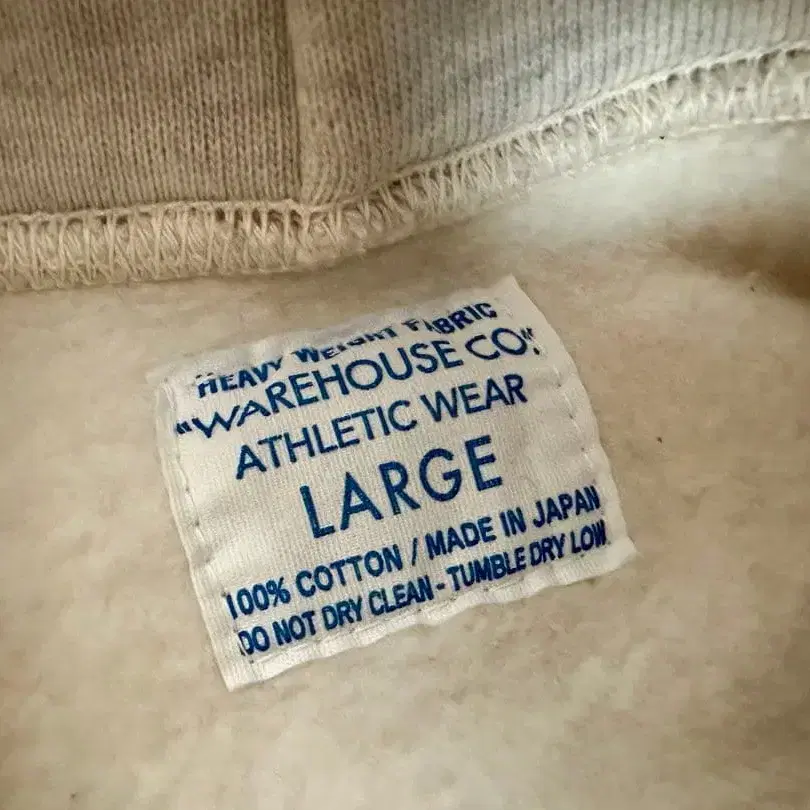 HEAVY WEIGHT FABRIC
"WAREHOUSE CO."
ATHLETIC WEAR
LARGE
100% COTTON / MADE IN JAPAN
DO NOT DRY CLEAN - TUMBLE DRY LOW